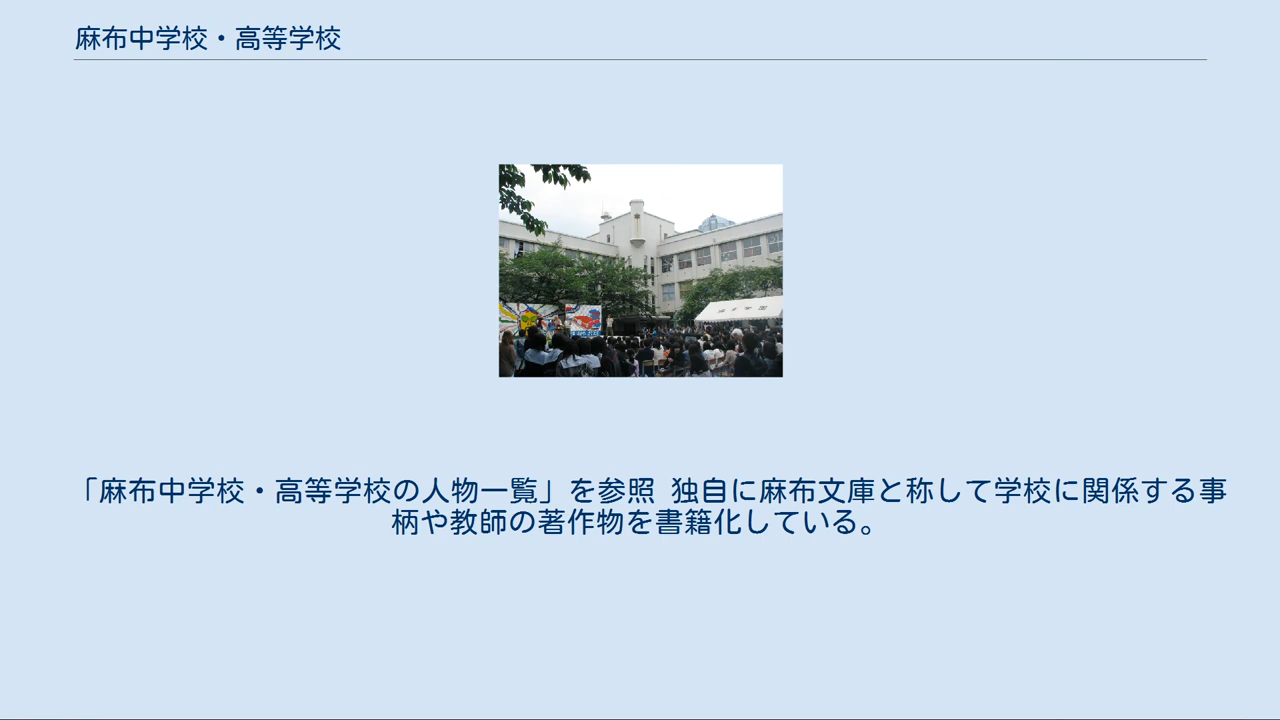 麻布中学校・高等学校
「麻布中学校・高等学校の人物一覧」を参照 独自に麻布文庫と称して学校に関係する事
柄や教師の著作物を書籍化している。